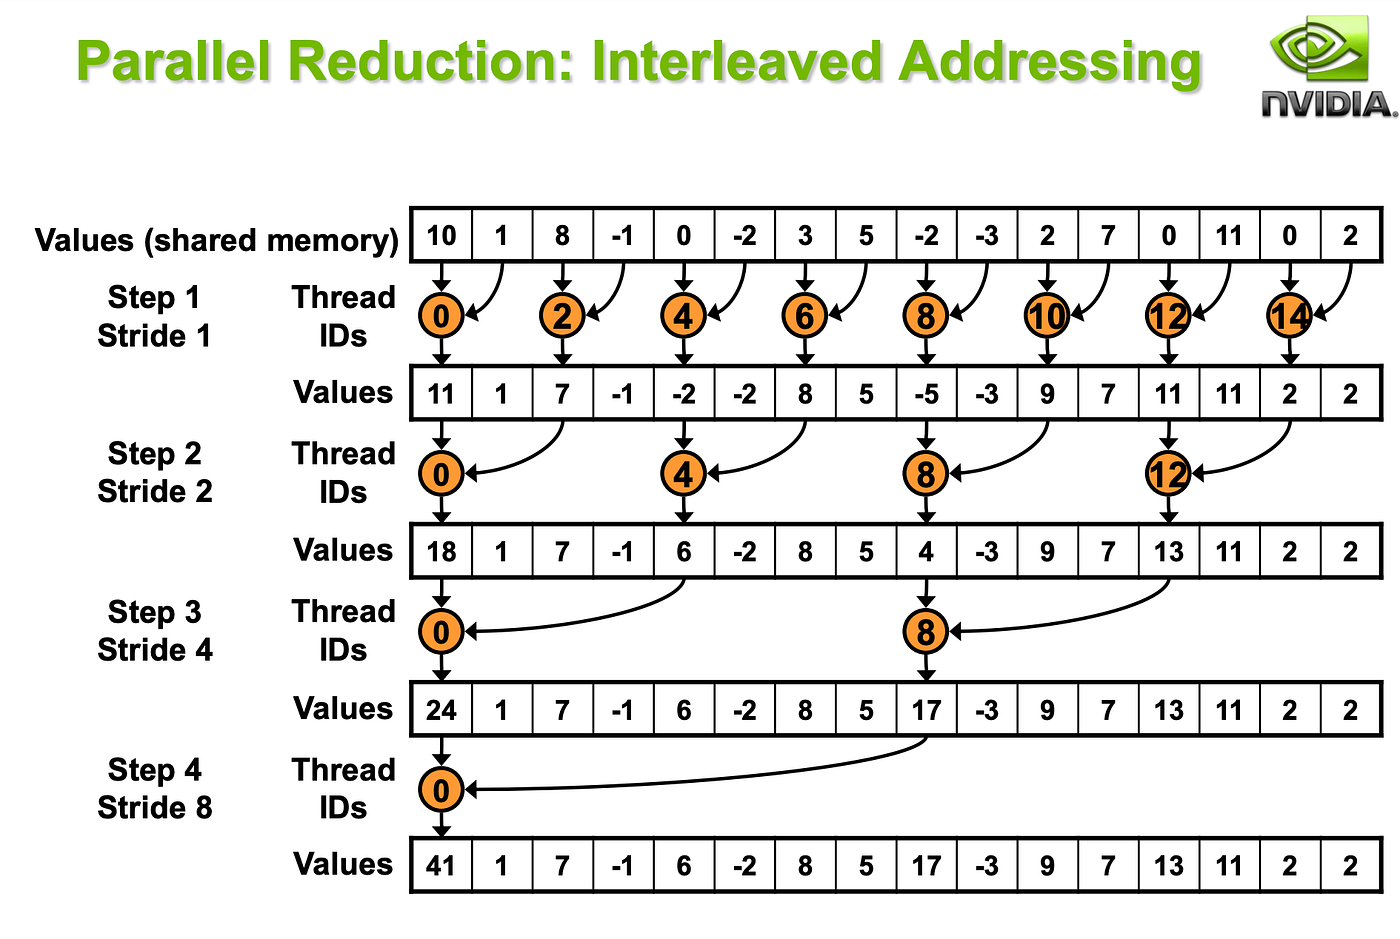 Parallel Reduction: Interleaved Addressing
NVIDIA.
Values (shared memory) 10 1 8 -1 0 -2 3 5 -2 -3 2 7 0 11 0 2
Step 1 Thread
Stride 1 IDs
0 2 4 6 8 10 12 14
Values 11 1 7 -1 -2 -2 8 5 -5 -3 9 7 11 11 2 2
Step 2 Thread
Stride 2 IDs
0 4 8 12
Values 18 1 7 -1 6 -2 8 5 4 -3 9 7 13 11 2 2
Step 3 Thread
Stride 4 IDs
0 8
Values 24 1 7 -1 6 -2 8 5 17 -3 9 7 13 11 2 2
Step 4 Thread
Stride 8 IDs
0
Values 41 1 7 -1 6 -2 8 5 17 -3 9 7 13 11 2 2